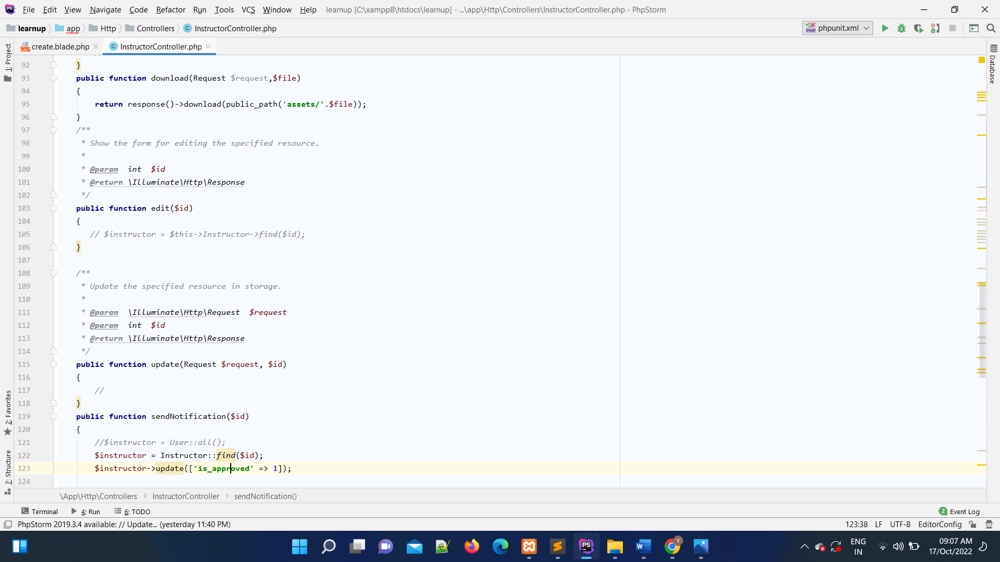 File Edit View Navigate Code Refactor Run Tools VCS Window Help learnup [C:\xampp8\htdocs\learnup] - ...\app\Http\Controllers\InstructorController.php - PhpStorm
learnup app Http Controllers InstructorController.php phpunit.xml
create.blade.php InstructorController.php
1: Project
Database
92 }
93 public function download(Request $request,$file)
94 {
95 return response()->download(public_path('assets/'.$file));
96 }
97 /**
98 * Show the form for editing the specified resource.
99 *
100 * @param int $id
101 * @return \Illuminate\Http\Response
102 */
103 public function edit($id)
104 {
105 // $instructor = $this->Instructor->find($id);
106 }
107
108 /**
109 * Update the specified resource in storage.
110 *
111 * @param \Illuminate\Http\Request $request
112 * @param int $id
113 * @return \Illuminate\Http\Response
114 */
115 public function update(Request $request, $id)
116 {
117 //
118 }
119 public function sendNotification($id)
120 {
121 //$instructor = User::all();
122 $instructor = Instructor::find($id);
123 $instructor->update(['is_approved' => 1]);
124
2: Favorites
7: Structure
\App\Http\Controllers › InstructorController › sendNotification()
Terminal 4: Run 6: TODO 2 Event Log
PhpStorm 2019.3.4 available: // Update... (yesterday 11:40 PM) 123:38 LF UTF-8 EditorConfig
ENG
IN
09:07 AM
17/Oct/2022